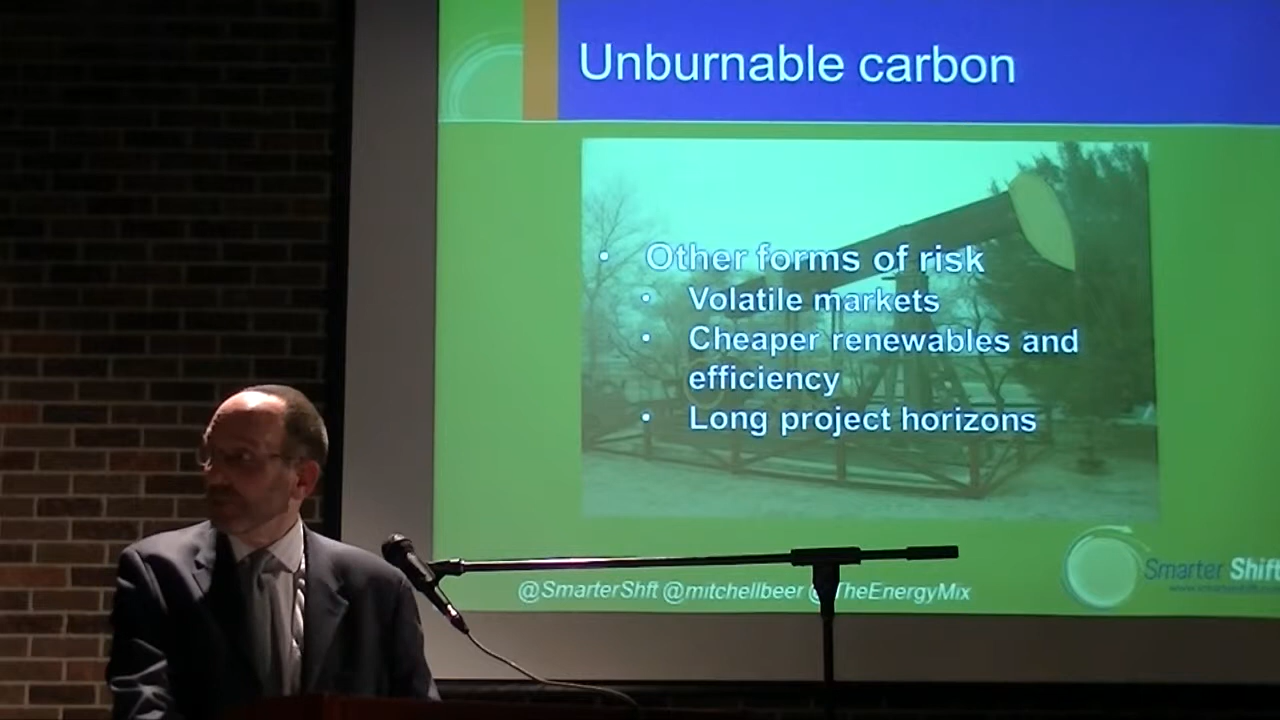 Unburnable carbon
• Other forms of risk
• Volatile markets
• Cheaper renewables and
efficiency
• Long project horizons
@SmarterShft @mitchellbeer @TheEnergyMix
Smarter Shift